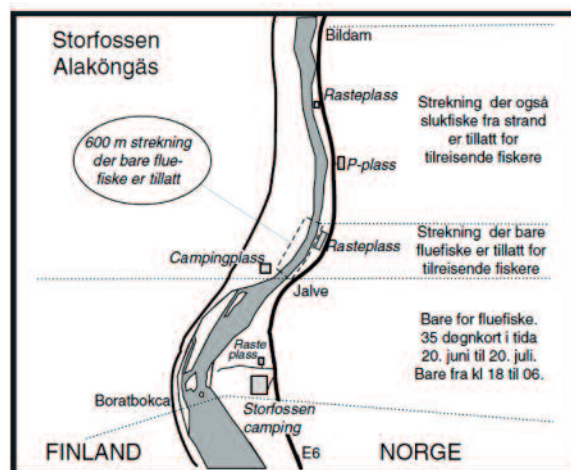 Storfossen
Alaköngäs
Bildam
Rasteplass
Strekning der også
slukfiske fra strand
er tillatt for
tilreisende fiskere
600 m strekning
der bare flue-
fiske er tillatt
P-plass
Campingplass
Rasteplass
Strekning der bare
fluefiske er tillatt for
tilreisende fiskere
Jalve
Bare for fluefiske.
35 døgnkort i tida
20. juni til 20. juli.
Bare fra kl 18 til 06.
Raste
plass
Boratbokca
Storfossen
camping
FINLAND
E6
NORGE